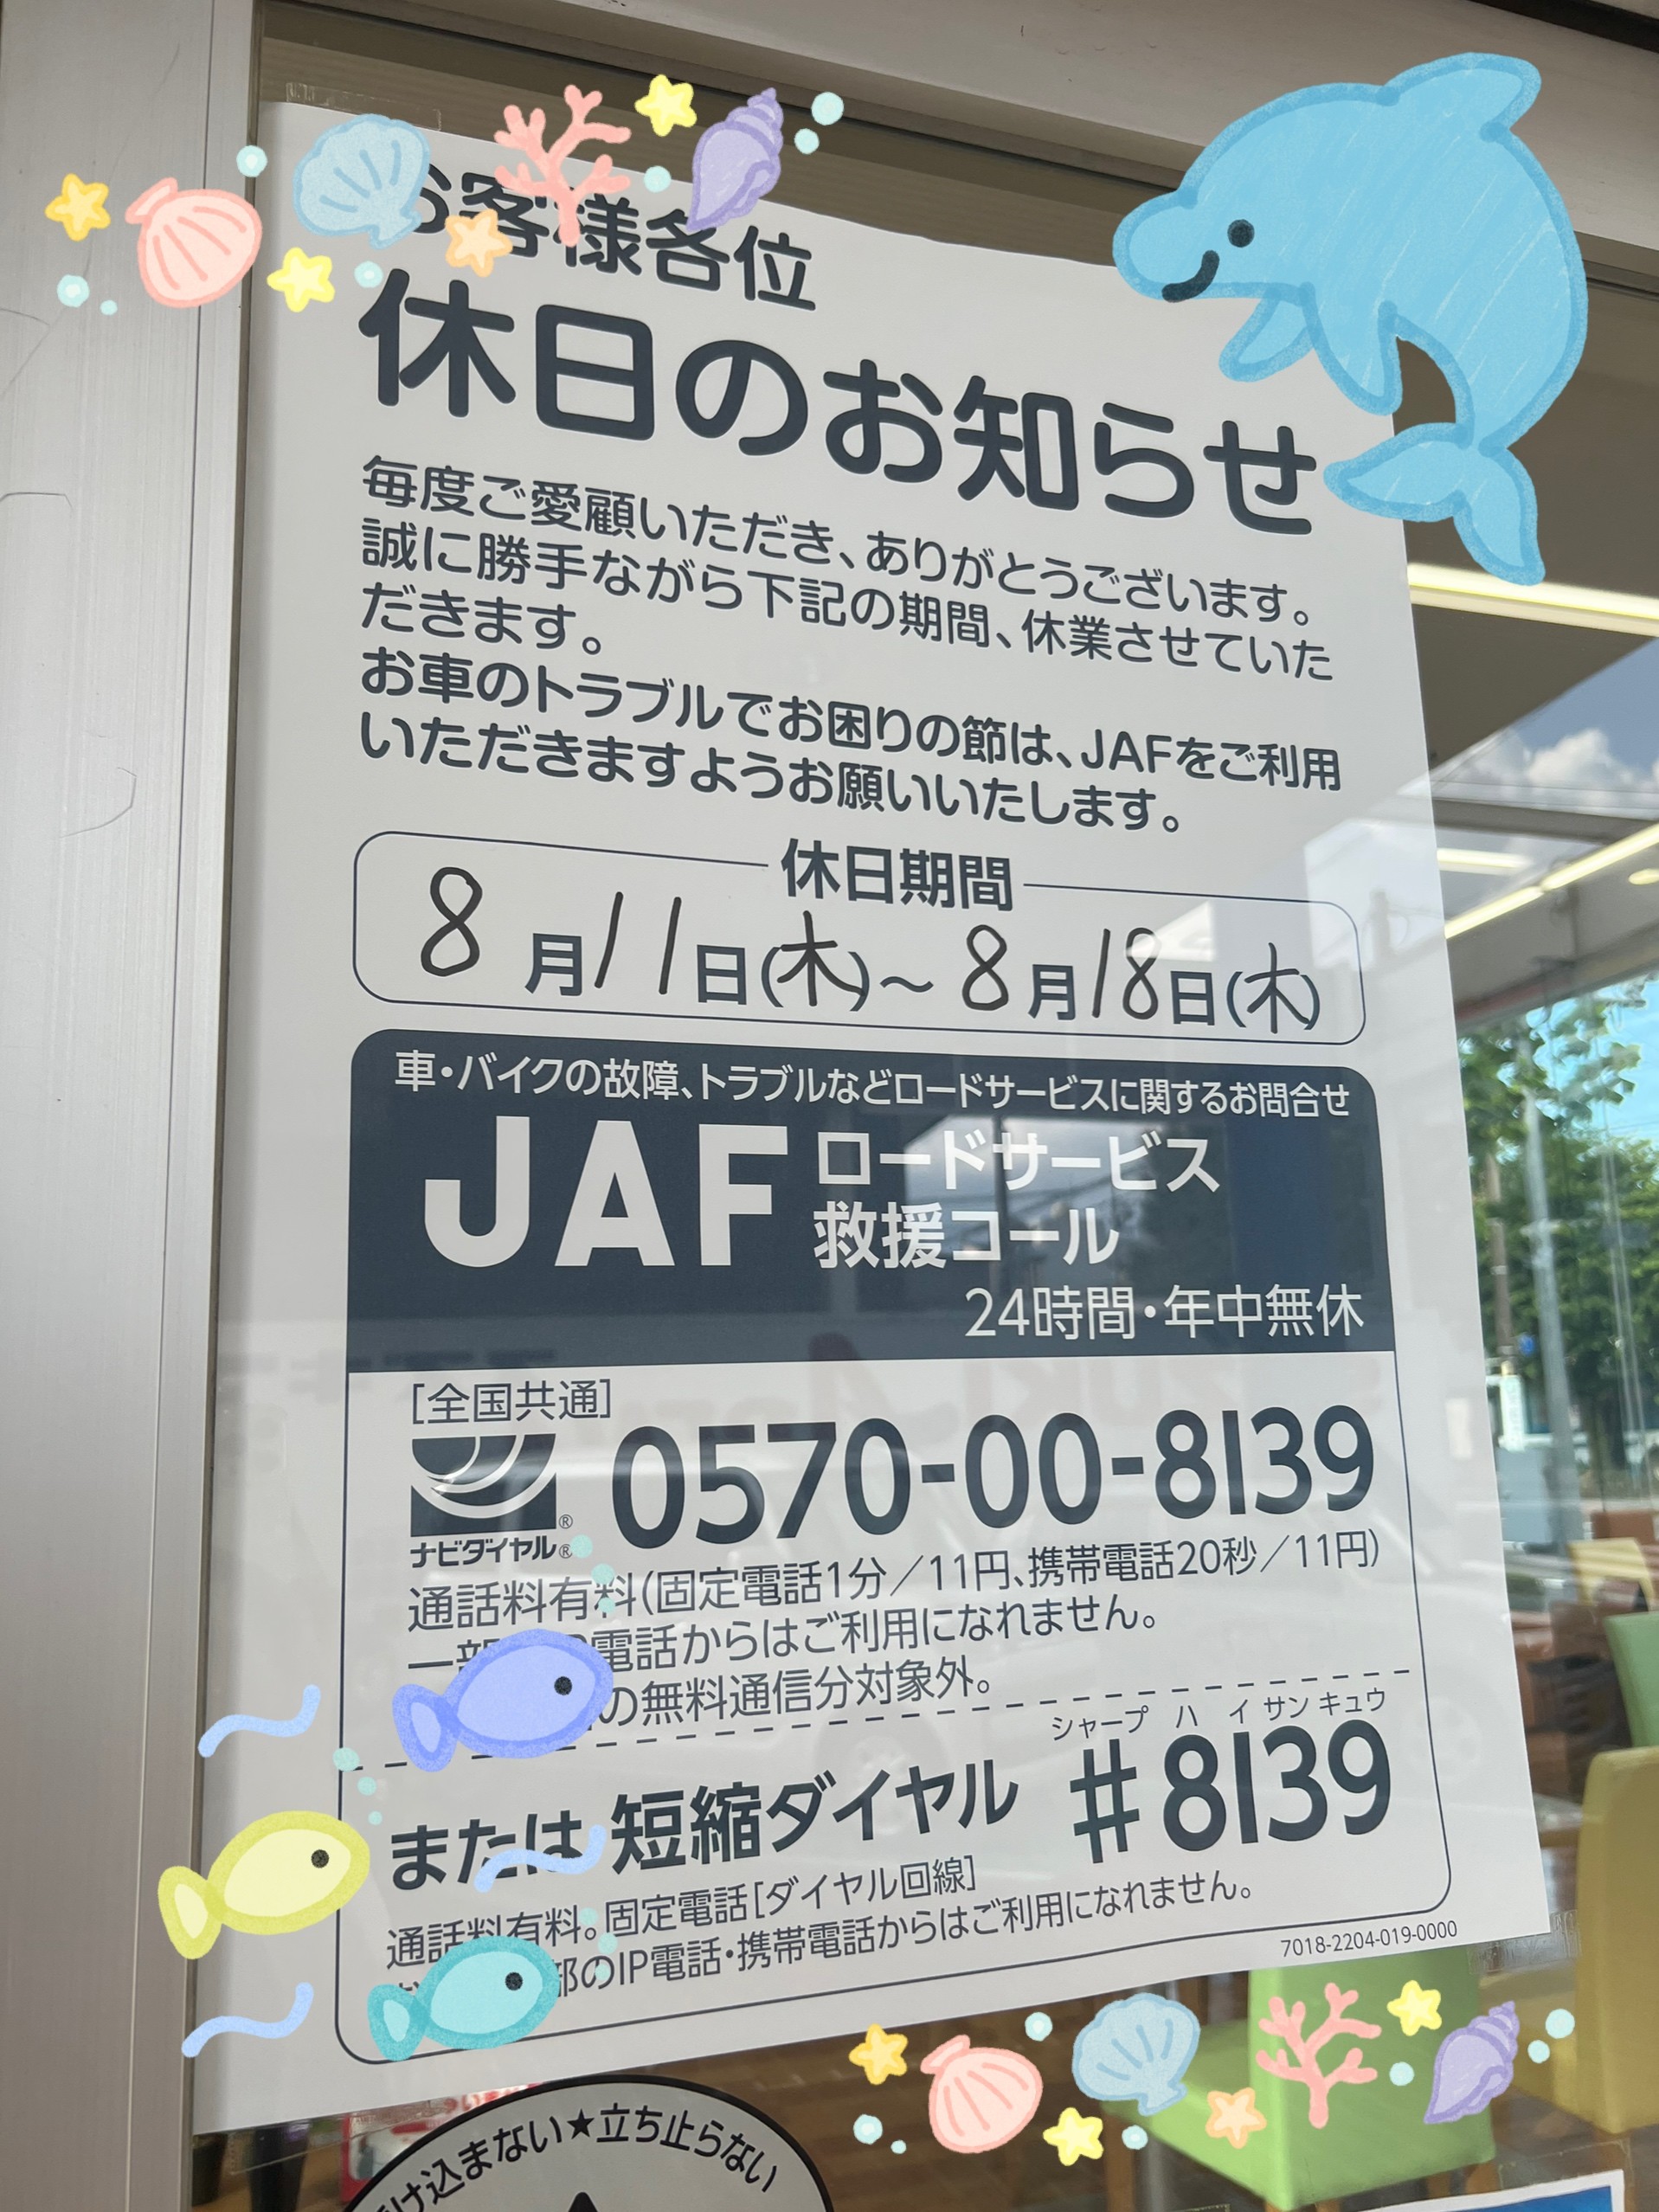 お客様各位
休日のお知らせ
毎度ご愛顧いただき、ありがとうございます。
誠に勝手ながら下記の期間、休業させていた
だきます。
お車のトラブルでお困りの節は、JAFをご利用
いただきますようお願いいたします。
休日期間
8月11日(木)～8月18日(木)
車・バイクの故障、トラブルなどロードサービスに関するお問合せ
JAF ロードサービス
救援コール
24時間・年中無休
[全国共通]
0570-00-8139
ナビダイヤル®
通話料有料(固定電話1分／11円、携帯電話20秒／11円)
一部 電話からはご利用になれません。
の無料通信分対象外。
シャープ ハ イ サン キュウ
または 短縮ダイヤル #8139
通話料有料。固定電話[ダイヤル回線]
部のIP電話・携帯電話からはご利用になれません。
7018-2204-019-0000
け込まない★立ち止らない